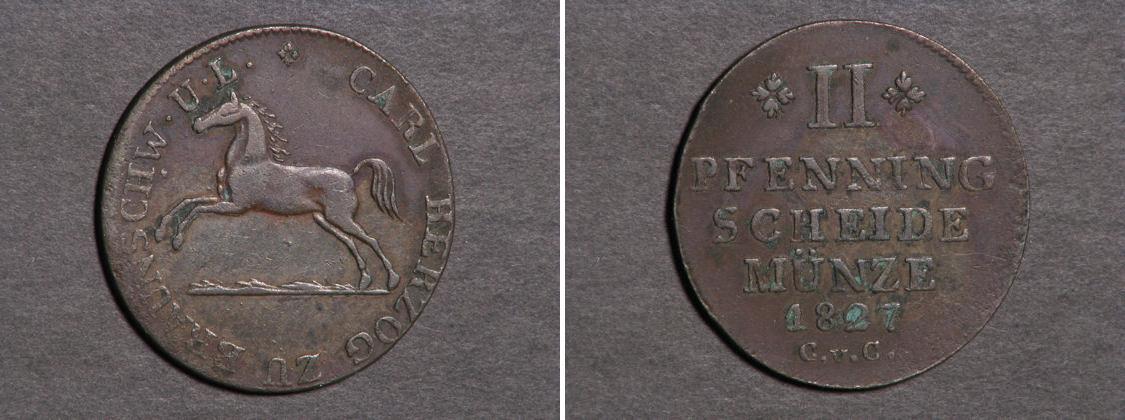 CARL HERZOG ZU BRAUNSCHW. U. L.
II
PFENNING
SCHEIDE
MÜNZE
1827
C.v.C.